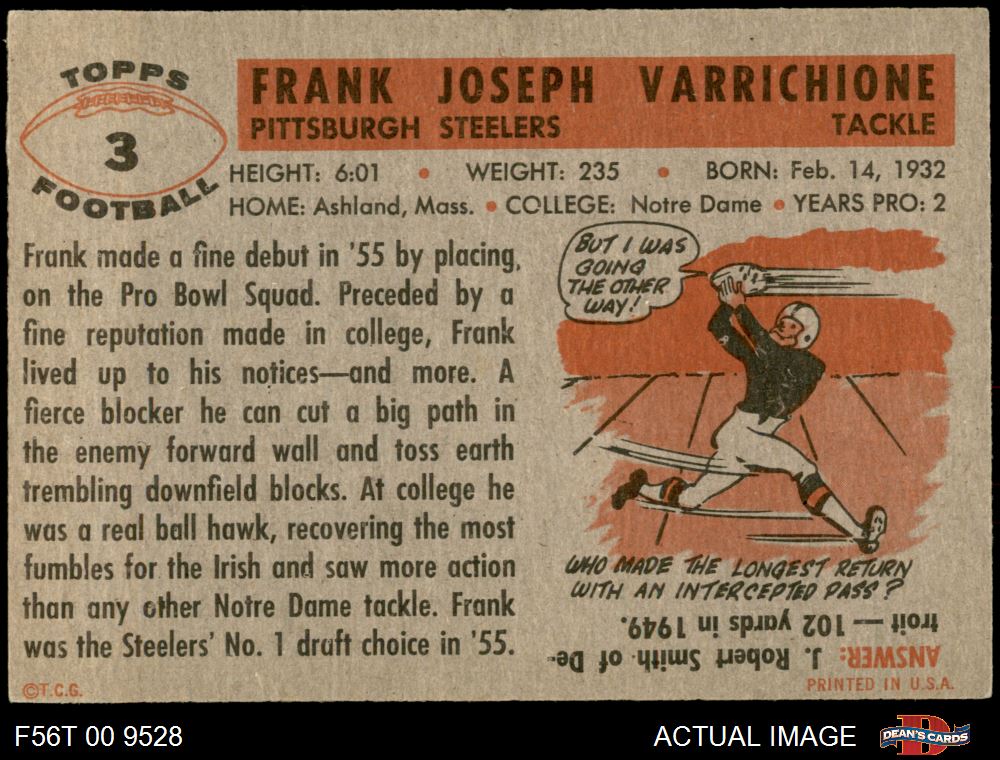 TOPPS
3
FOOTBALL
FRANK JOSEPH VARRICHIONE
PITTSBURGH STEELERS TACKLE
HEIGHT: 6:01 • WEIGHT: 235 • BORN: Feb. 14, 1932
HOME: Ashland, Mass. • COLLEGE: Notre Dame • YEARS PRO: 2
Frank made a fine debut in '55 by placing,
on the Pro Bowl Squad. Preceded by a
fine reputation made in college, Frank
lived up to his notices—and more. A
fierce blocker he can cut a big path in
the enemy forward wall and toss earth
trembling downfield blocks. At college he
was a real ball hawk, recovering the most
fumbles for the Irish and saw more action
than any other Notre Dame tackle. Frank
was the Steelers' No. 1 draft choice in '55.
©T.C.G.
BUT I WAS
GOING
THE OTHER
WAY!
WHO MADE THE LONGEST RETURN
WITH AN INTERCEPTED PASS?
ANSWER: J. Robert Smith of De-
troit — 102 yards in 1949.
PRINTED IN U.S.A.
F56T 00 9528
ACTUAL IMAGE
D
DEAN'S CARDS